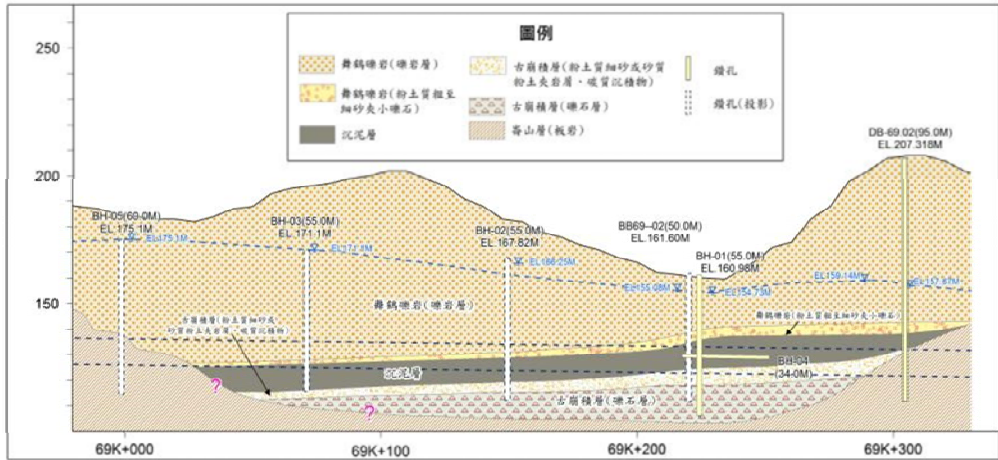 圖例
舞鶴礫岩(礫岩層)
舞鶴礫岩(粉土質粗至
細砂夾小礫石)
沉泥層
古崩積層(粉土質細砂或砂質
粉土夾岩屑、碳質沉積物)
古崩積層(礫石層)
崙山層(板岩)
鑽孔
鑽孔(投影)
250
200
150
DB-69.02(95.0M)
EL.207.318M
BH-05(60.0M)
EL.175.1M
EL175.1M
BH-03(55.0M)
EL.171.1M
EL171.1M
BH-02(55.0M)
EL.167.82M
EL166.23M
BB69--02(50.0M)
EL.161.60M
BH-01(55.0M)
EL.160.98M
EL155.08M
EL154.73M
EL159.14M
EL157.67M
舞鶴礫岩(礫岩層)
舞鶴礫岩(粉土質粗至細砂夾小礫石)
古崩積層(粉土質細砂或
砂質粉土夾岩屑、碳質沉積物)
沉泥層
BH-04
(34.0M)
古崩積層(礫石層)
?
?
69K+000
69K+100
69K+200
69K+300